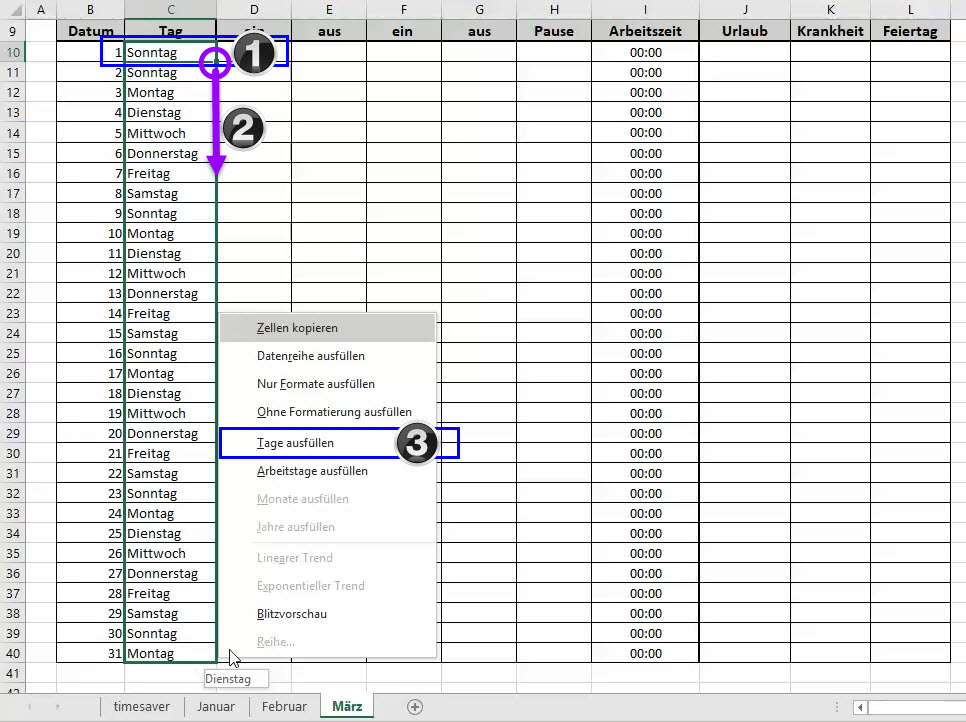 A B C D E F G H I J K L
9 Datum Tag ein aus ein aus Pause Arbeitszeit Urlaub Krankheit Feiertag
10 1 Sonntag 1 00:00
11 2 Sonntag 00:00
12 3 Montag 00:00
13 4 Dienstag 00:00
14 5 Mittwoch 2 00:00
15 6 Donnerstag 00:00
16 7 Freitag 00:00
17 8 Samstag 00:00
18 9 Sonntag 00:00
19 10 Montag 00:00
20 11 Dienstag 00:00
21 12 Mittwoch 00:00
22 13 Donnerstag 00:00
23 14 Freitag 00:00
Zellen kopieren
24 15 Samstag 00:00
25 16 Sonntag Datenreihe ausfüllen 00:00
26 17 Montag 00:00
Nur Formate ausfüllen
27 18 Dienstag 00:00
28 19 Mittwoch Ohne Formatierung ausfüllen 00:00
29 20 Donnerstag 00:00
Tage ausfüllen 3
30 21 Freitag 00:00
31 22 Samstag Arbeitstage ausfüllen 00:00
32 23 Sonntag 00:00
Monate ausfüllen
33 24 Montag 00:00
34 25 Dienstag Jahre ausfüllen 00:00
35 26 Mittwoch Linearer Trend 00:00
36 27 Donnerstag 00:00
Exponentieller Trend
37 28 Freitag 00:00
38 29 Samstag Blitzvorschau 00:00
39 30 Sonntag 00:00
Reihe...
40 31 Montag 00:00
41 Dienstag
42
timesaver Januar Februar März